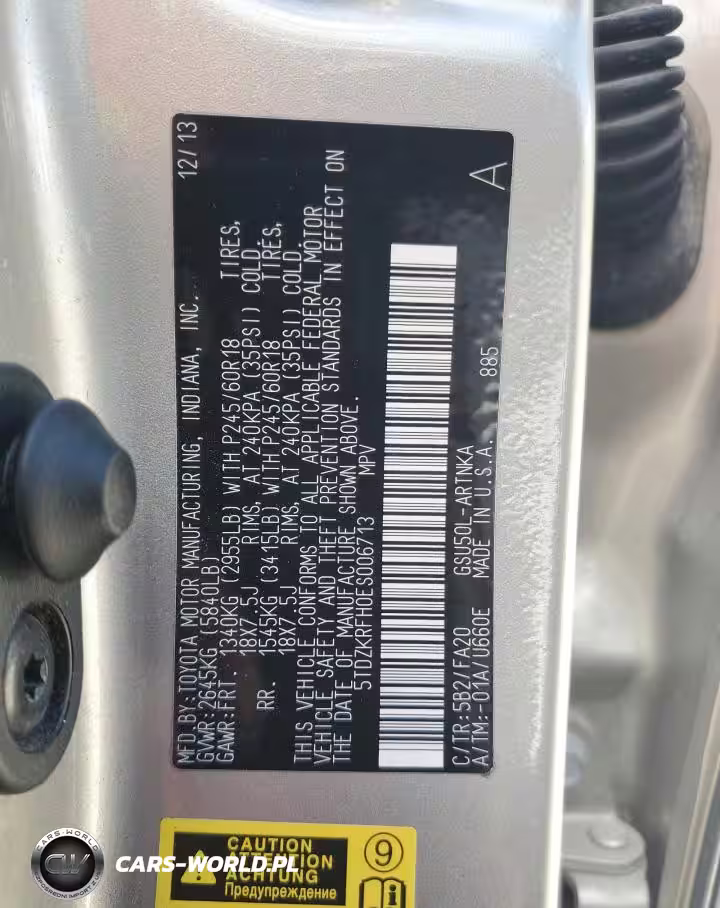 MFD.BY:TOYOTA MOTOR MANUFACTURING, INDIANA, INC. 12/13
GVWR:2645KG (5840LB)
GAWR:FRT. 1340KG (2955LB) WITH P245/60R18 TIRES,
18X7.5J RIMS, AT 240KPA (35PSI) COLD.
RR. 1545KG (3415LB) WITH P245/60R18 TIRES,
18X7.5J RIMS, AT 240KPA (35PSI) COLD.
THIS VEHICLE CONFORMS TO ALL APPLICABLE FEDERAL MOTOR
VEHICLE SAFETY AND THEFT PREVENTION STANDARDS IN EFFECT ON
THE DATE OF MANUFACTURE SHOWN ABOVE.
5TDZKRFH0ES006713 MPV
A
C/TR:5B2/FA20 GSU50L-ARTNKA 885
A/TM:-01A/U660E MADE IN U.S.A.
CAUTION
ATTENTION
ACHTUNG
Предупреждение
9
CARS-WORLD
CW
CARS-WORLD.PL